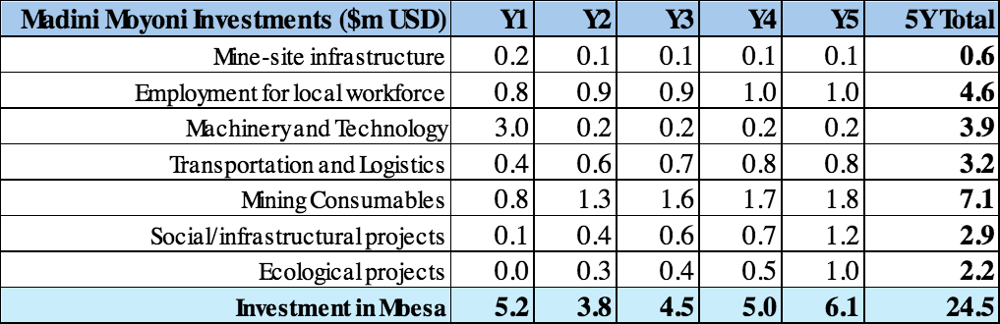 Madini Moyoni Investments ($m USD) Y1 Y2 Y3 Y4 Y5 5Y Total
Mine-site infrastructure 0.2 0.1 0.1 0.1 0.1 0.6
Employment for local workforce 0.8 0.9 0.9 1.0 1.0 4.6
Machinery and Technology 3.0 0.2 0.2 0.2 0.2 3.9
Transportation and Logistics 0.4 0.6 0.7 0.8 0.8 3.2
Mining Consumables 0.8 1.3 1.6 1.7 1.8 7.1
Social/infrastructural projects 0.1 0.4 0.6 0.7 1.2 2.9
Ecological projects 0.0 0.3 0.4 0.5 1.0 2.2
Investment in Mbesa 5.2 3.8 4.5 5.0 6.1 24.5